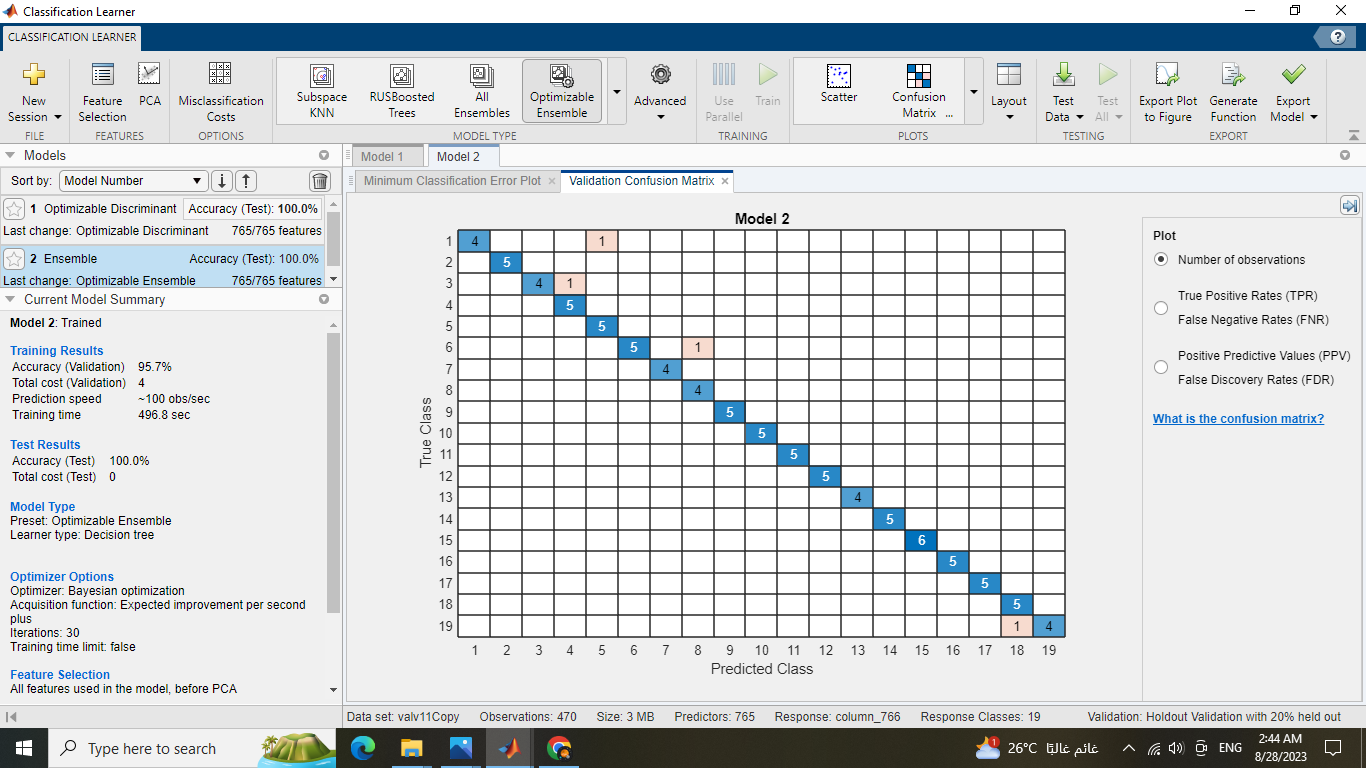 Classification Learner
CLASSIFICATION LEARNER
New Session
Feature Selection
PCA
Misclassification Costs
Subspace KNN
RUSBoosted Trees
All Ensembles
Optimizable Ensemble
Advanced
Use Parallel
Train
Scatter
Confusion Matrix ...
Layout
Test Data
Test All
Export Plot to Figure
Generate Function
Export Model
FILE FEATURES OPTIONS MODEL TYPE TRAINING PLOTS TESTING EXPORT
Models
Sort by: Model Number
1 Optimizable Discriminant Accuracy (Test): 100.0%
Last change: Optimizable Discriminant 765/765 features
2 Ensemble Accuracy (Test): 100.0%
Last change: Optimizable Ensemble 765/765 features
Current Model Summary
Model 2: Trained
Training Results
Accuracy (Validation) 95.7%
Total cost (Validation) 4
Prediction speed ~100 obs/sec
Training time 496.8 sec
Test Results
Accuracy (Test) 100.0%
Total cost (Test) 0
Model Type
Preset: Optimizable Ensemble
Learner type: Decision tree
Optimizer Options
Optimizer: Bayesian optimization
Acquisition function: Expected improvement per second
plus
Iterations: 30
Training time limit: false
Feature Selection
All features used in the model, before PCA
Model 1 Model 2
Minimum Classification Error Plot × Validation Confusion Matrix ×
Model 2
True Class
1 4 1
2 5
3 4 1
4 5
5 5
6 5 1
7 4
8 4
9 5
10 5
11 5
12 5
13 4
14 5
15 6
16 5
17 5
18 5
19 1 4
1 2 3 4 5 6 7 8 9 10 11 12 13 14 15 16 17 18 19
Predicted Class
Plot
Number of observations
True Positive Rates (TPR)
False Negative Rates (FNR)
Positive Predictive Values (PPV)
False Discovery Rates (FDR)
What is the confusion matrix?
Data set: valv11Copy Observations: 470 Size: 3 MB Predictors: 765 Response: column_766 Response Classes: 19 Validation: Holdout Validation with 20% held out
Type here to search
26°C غائم غالبًا
ENG
2:44 AM
8/28/2023